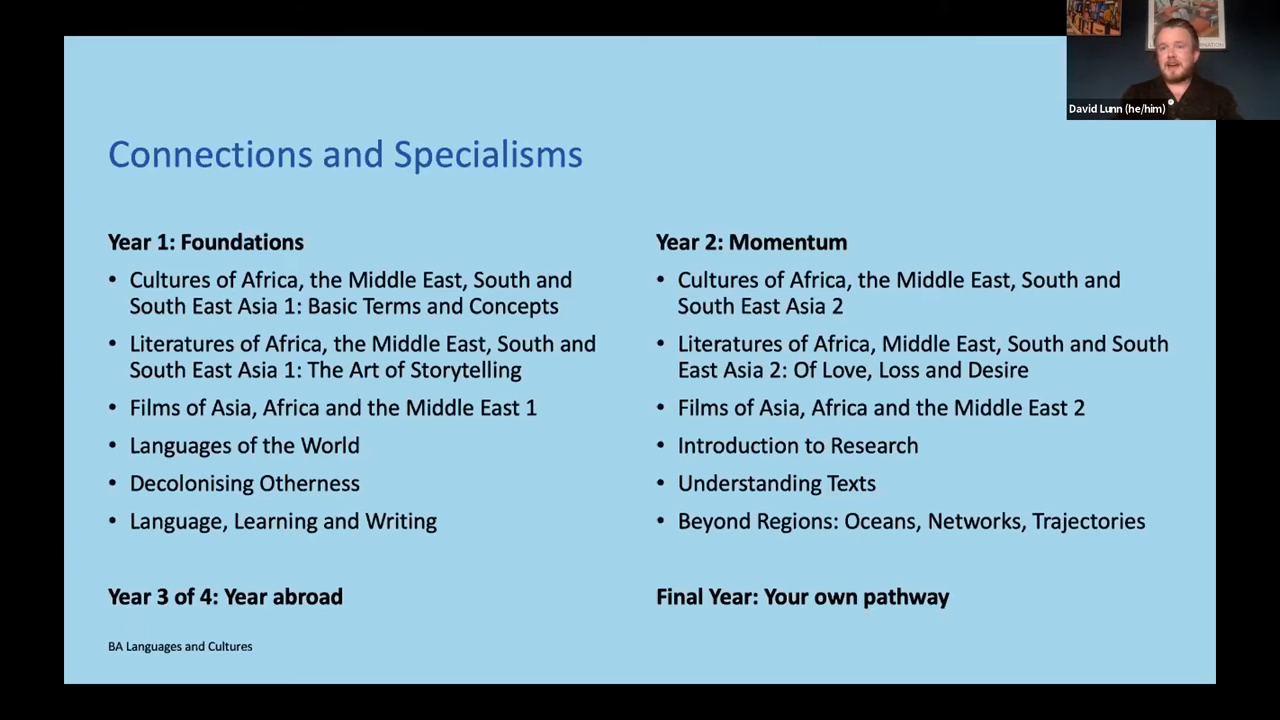 NATION
David Lunn (he/him)
Connections and Specialisms
Year 1: Foundations
• Cultures of Africa, the Middle East, South and
South East Asia 1: Basic Terms and Concepts
• Literatures of Africa, the Middle East, South and
South East Asia 1: The Art of Storytelling
• Films of Asia, Africa and the Middle East 1
• Languages of the World
• Decolonising Otherness
• Language, Learning and Writing
Year 3 of 4: Year abroad
Year 2: Momentum
• Cultures of Africa, the Middle East, South and
South East Asia 2
• Literatures of Africa, Middle East, South and South
East Asia 2: Of Love, Loss and Desire
• Films of Asia, Africa and the Middle East 2
• Introduction to Research
• Understanding Texts
• Beyond Regions: Oceans, Networks, Trajectories
Final Year: Your own pathway
BA Languages and Cultures